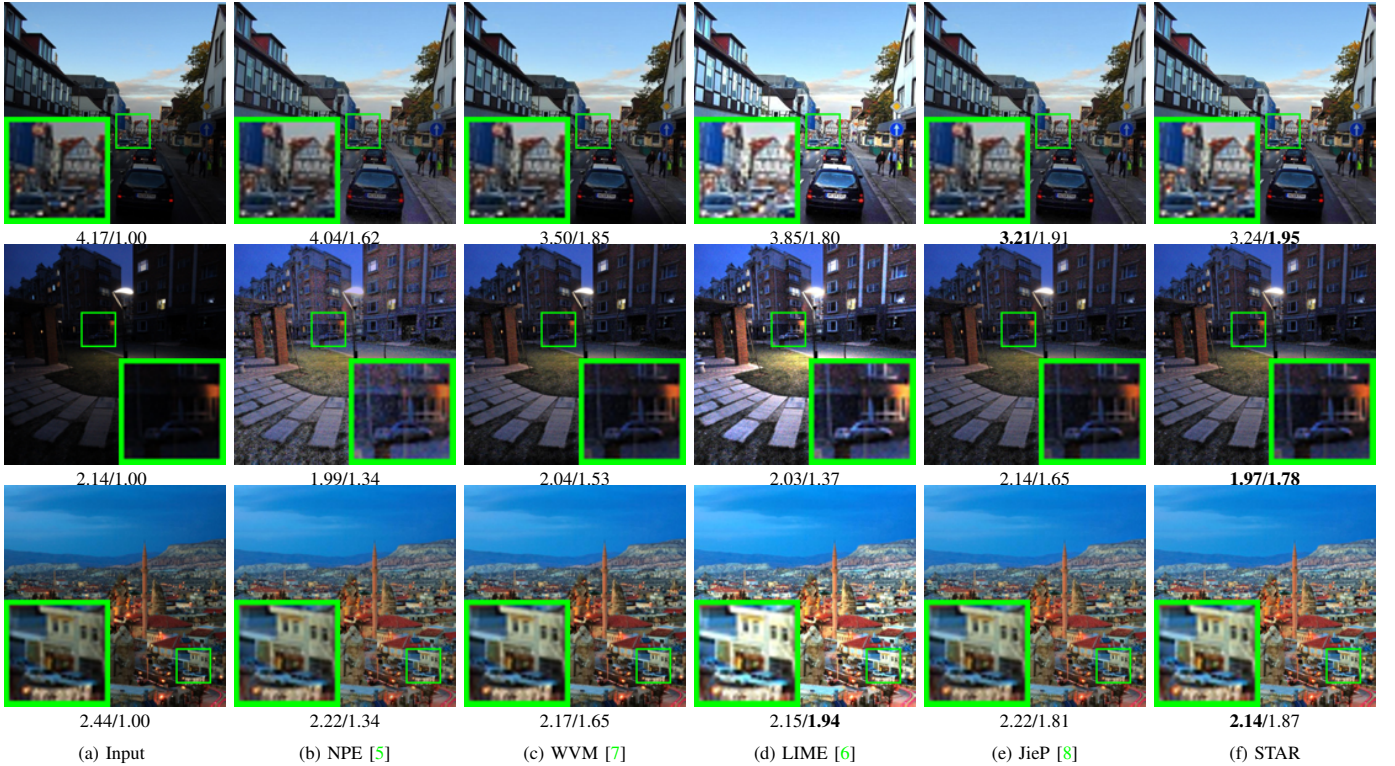 4.17/1.00 4.04/1.62 3.50/1.85 3.85/1.80 3.21/1.91 3.24/1.95
2.14/1.00 1.99/1.34 2.04/1.53 2.03/1.37 2.14/1.65 1.97/1.78
2.44/1.00 2.22/1.34 2.17/1.65 2.15/1.94 2.22/1.81 2.14/1.87
(a) Input (b) NPE [5] (c) WVM [7] (d) LIME [6] (e) JieP [8] (f) STAR